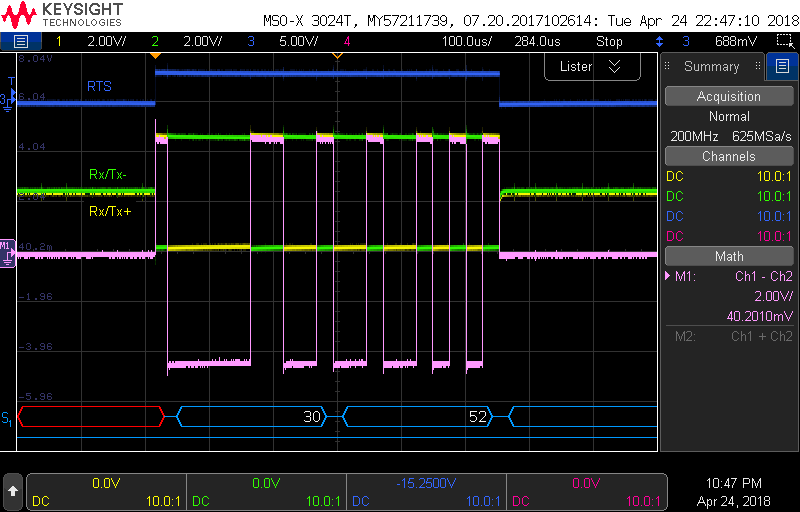 KEYSIGHT
TECHNOLOGIES
MSO-X 3024T, MY57211739, 07.20.2017102614: Tue Apr 24 22:47:10 2018
1 2.00V/ 2 2.00V/ 3 5.00V/ 4 100.0us/ 284.0us Stop 3 688mV
8.04V
Listener
Summary
T
RTS
3
6.04
Acquisition
Normal
200MHz 625MSa/s
4.04
Channels
Rx/Tx-
DC 10.0:1
Rx/Tx+
DC 10.0:1
DC 10.0:1
DC 10.0:1
M1
40.2m
Math
M1: Ch1 - Ch2
2.00V/
-1.96
40.2010mV
M2: Ch1 + Ch2
-3.96
-5.96
S1
30
52
0.0V 0.0V -15.2500V 0.0V
DC 10.0:1 DC 10.0:1 DC 10.0:1 DC 10.0:1
10:47 PM
Apr 24, 2018